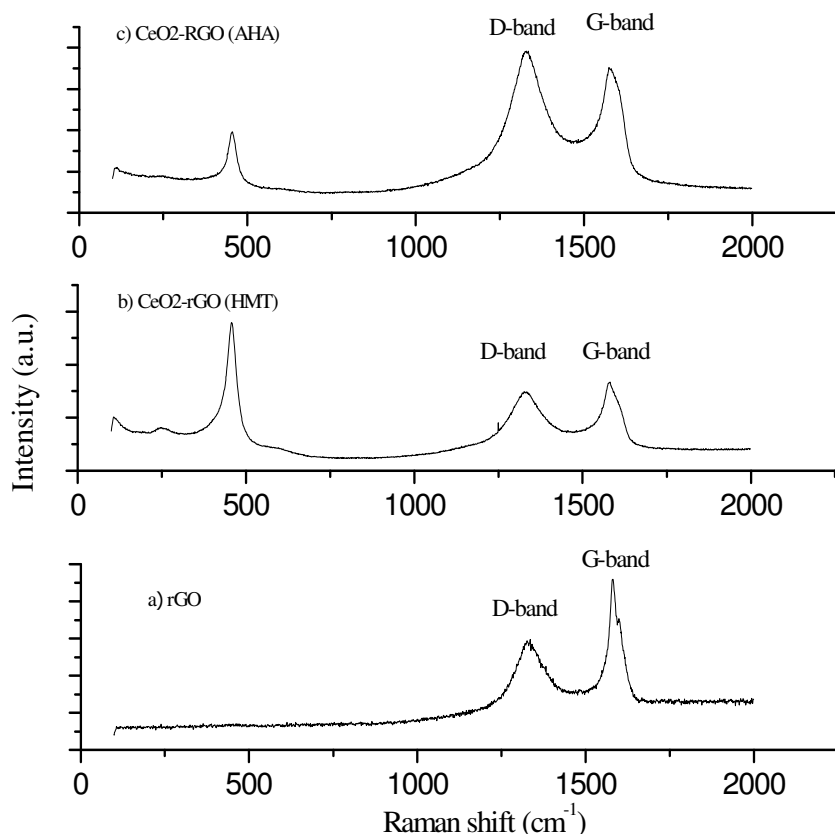 c) CeO2-RGO (AHA)
D-band
G-band
0 500 1000 1500 2000
b) CeO2-rGO (HMT)
D-band
G-band
0 500 1000 1500 2000
a) rGO
D-band
G-band
0 500 1000 1500 2000
Intensity (a.u.)
Raman shift (cm⁻¹)